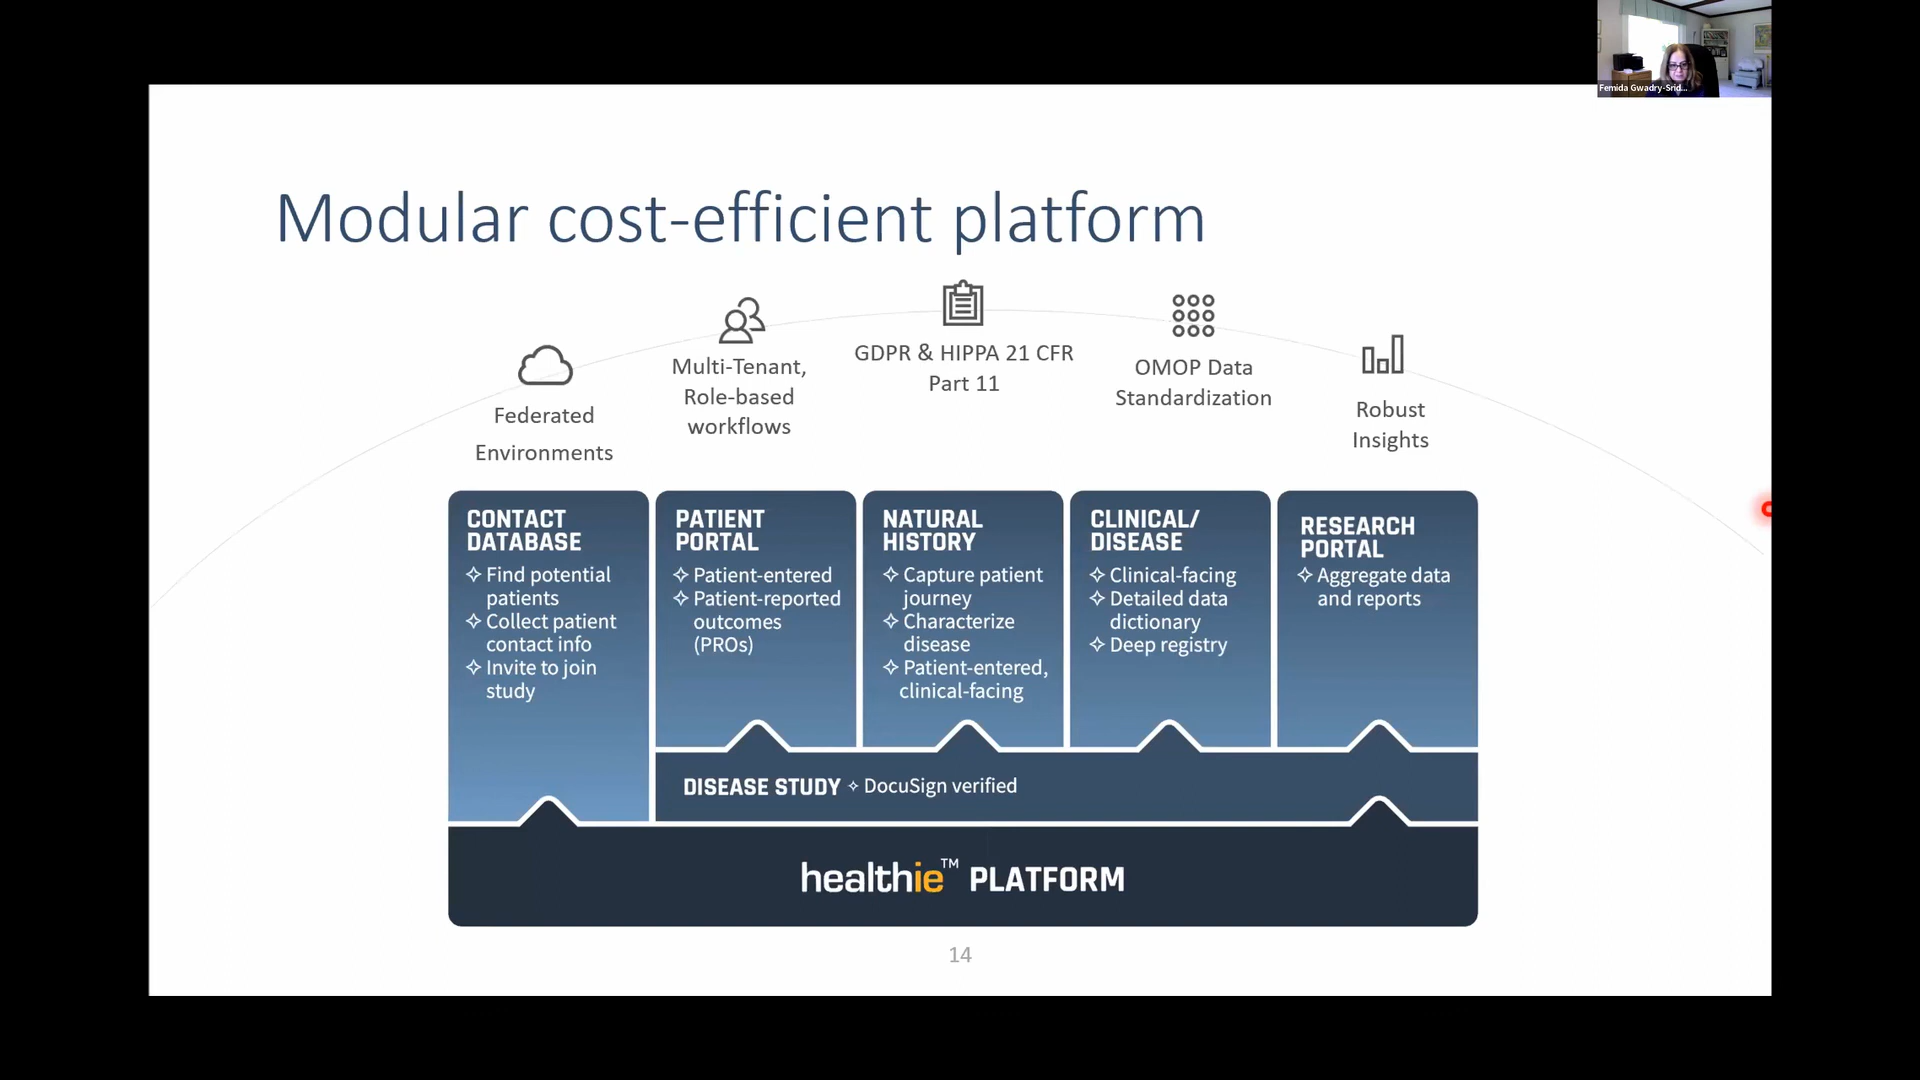 Femida Gwadry-Srid...
Modular cost-efficient platform
Federated
Environments
Multi-Tenant,
Role-based
workflows
GDPR & HIPPA 21 CFR
Part 11
OMOP Data
Standardization
Robust
Insights
CONTACT
DATABASE
✧ Find potential
patients
✧ Collect patient
contact info
✧ Invite to join
study
PATIENT
PORTAL
✧ Patient-entered
✧ Patient-reported
outcomes
(PROs)
NATURAL
HISTORY
✧ Capture patient
journey
✧ Characterize
disease
✧ Patient-entered,
clinical-facing
CLINICAL/
DISEASE
✧ Clinical-facing
✧ Detailed data
dictionary
✧ Deep registry
RESEARCH
PORTAL
✧ Aggregate data
and reports
DISEASE STUDY ✧ DocuSign verified
healthie™ PLATFORM
14